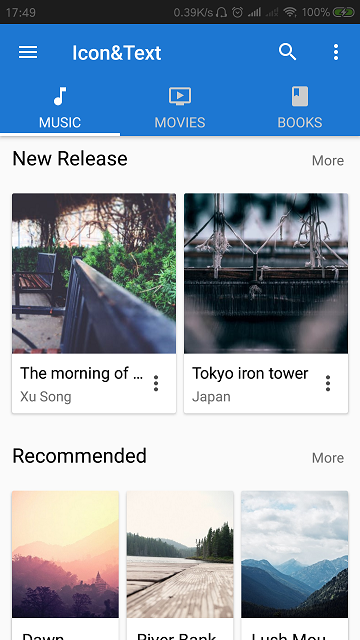 17:49 0.39K/s 100%
Icon&Text
MUSIC MOVIES BOOKS
New Release More
The morning of ... Tokyo iron tower
Xu Song Japan
Recommended More
Dawn River Bank Lush Mou